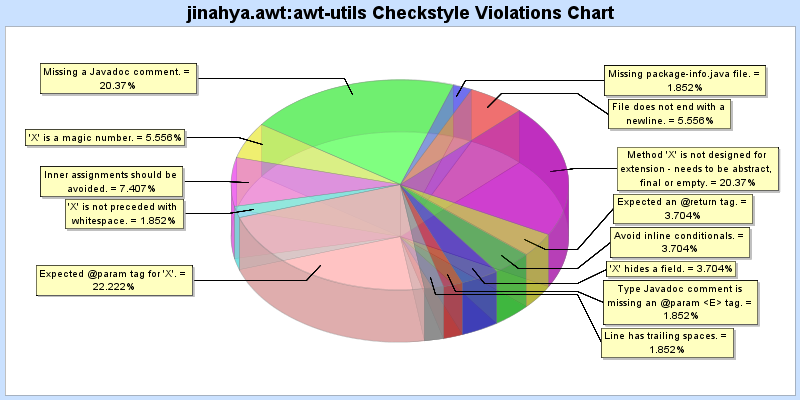 jinahya.awt:awt-utils Checkstyle Violations Chart
Missing a Javadoc comment. =
20.37%
'X' is a magic number. = 5.556%
Inner assignments should be
avoided. = 7.407%
'X' is not preceded with
whitespace. = 1.852%
Expected @param tag for 'X'. =
22.222%
Missing package-info.java file. =
1.852%
File does not end with a
newline. = 5.556%
Method 'X' is not designed for
extension - needs to be abstract,
final or empty. = 20.37%
Expected an @return tag. =
3.704%
Avoid inline conditionals. =
3.704%
'X' hides a field. = 3.704%
Type Javadoc comment is
missing an @param <E> tag. =
1.852%
Line has trailing spaces. =
1.852%